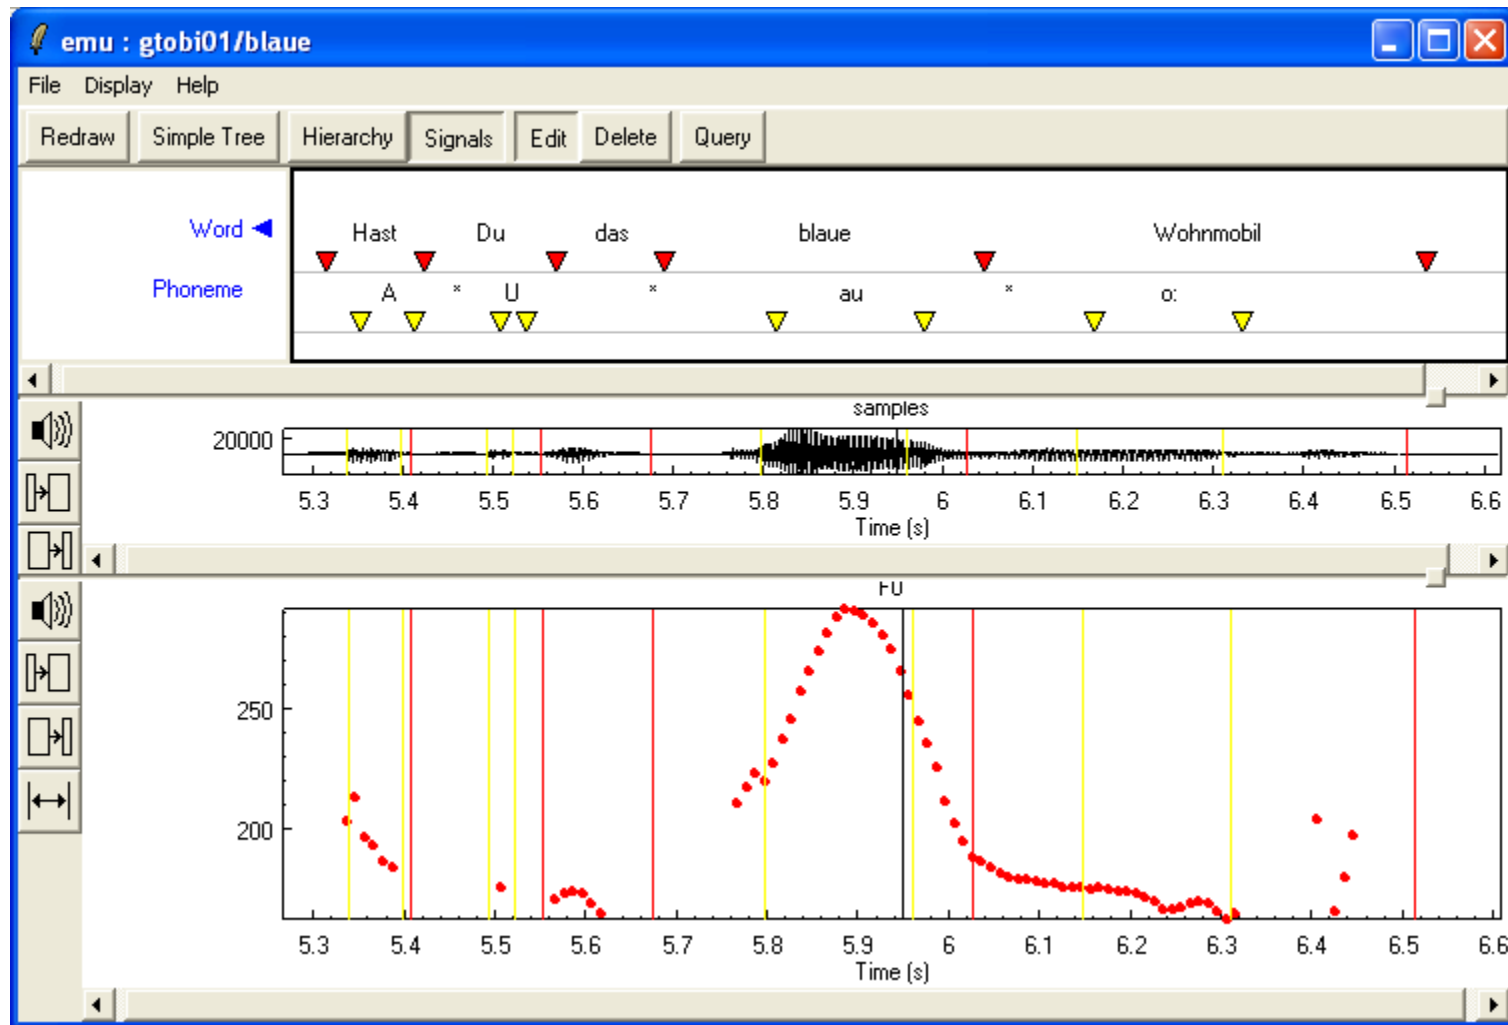 emu : gtobi01/blaue
File Display Help
Redraw Simple Tree Hierarchy Signals Edit Delete Query
Word Hast Du das blaue Wohnmobil
Phoneme A * U * au * o:
samples
20000
5.3 5.4 5.5 5.6 5.7 5.8 5.9 6 6.1 6.2 6.3 6.4 6.5 6.6
Time (s)
F0
250
200
5.3 5.4 5.5 5.6 5.7 5.8 5.9 6 6.1 6.2 6.3 6.4 6.5 6.6
Time (s)